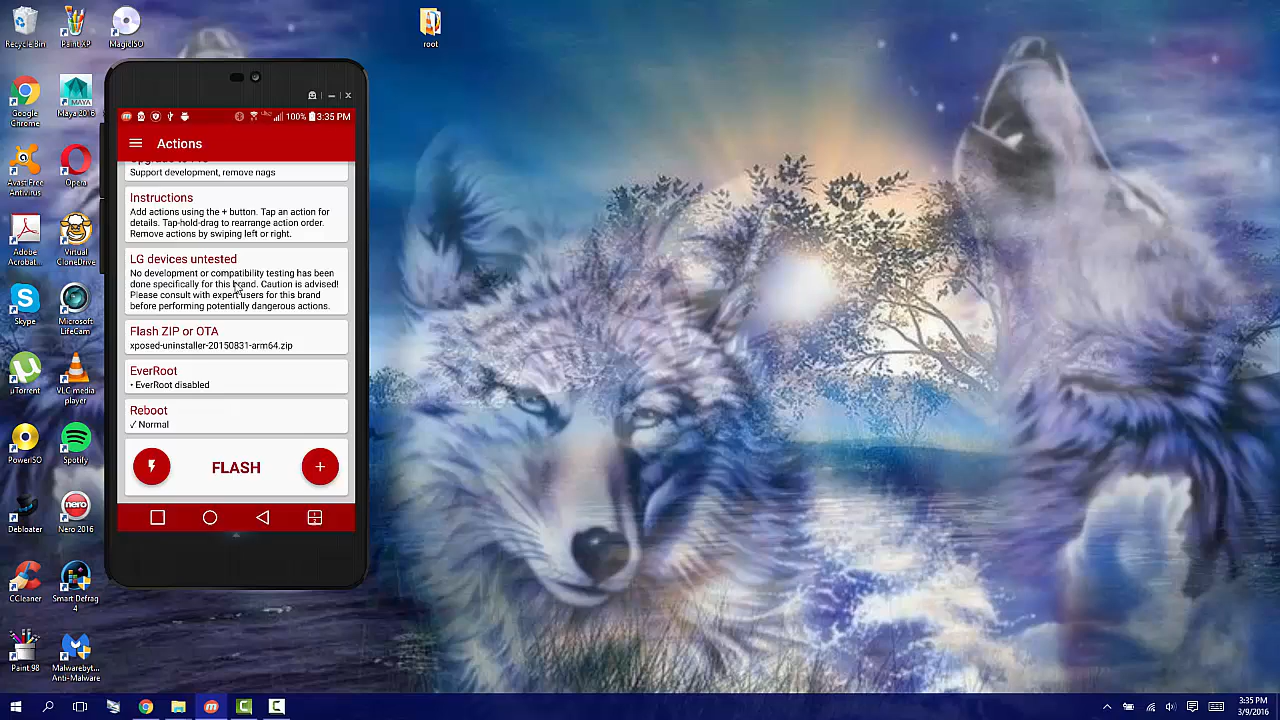 Recycle Bin
Paint XP
MagicISO
root
Google Chrome
Maya 2016
Avast Free Antivirus
Opera
Adobe Acrobat...
Virtual CloneDrive
Skype
Microsoft LifeCam
µTorrent
VLC media player
PowerISO
Spotify
Debloater
Nero 2016
CCleaner
Smart Defrag 4
Paint 98
Malwareby... Anti-Malware
100% 3:35 PM
Actions
Support development, remove nags
Instructions
Add actions using the + button. Tap an action for
details. Tap-hold-drag to rearrange action order.
Remove actions by swiping left or right.
LG devices untested
No development or compatibility testing has been
done specifically for this brand. Caution is advised!
Please consult with expert users for this brand
before performing potentially dangerous actions.
Flash ZIP or OTA
xposed-uninstaller-20150831-arm64.zip
EverRoot
• EverRoot disabled
Reboot
✓ Normal
FLASH
3:35 PM
3/9/2016